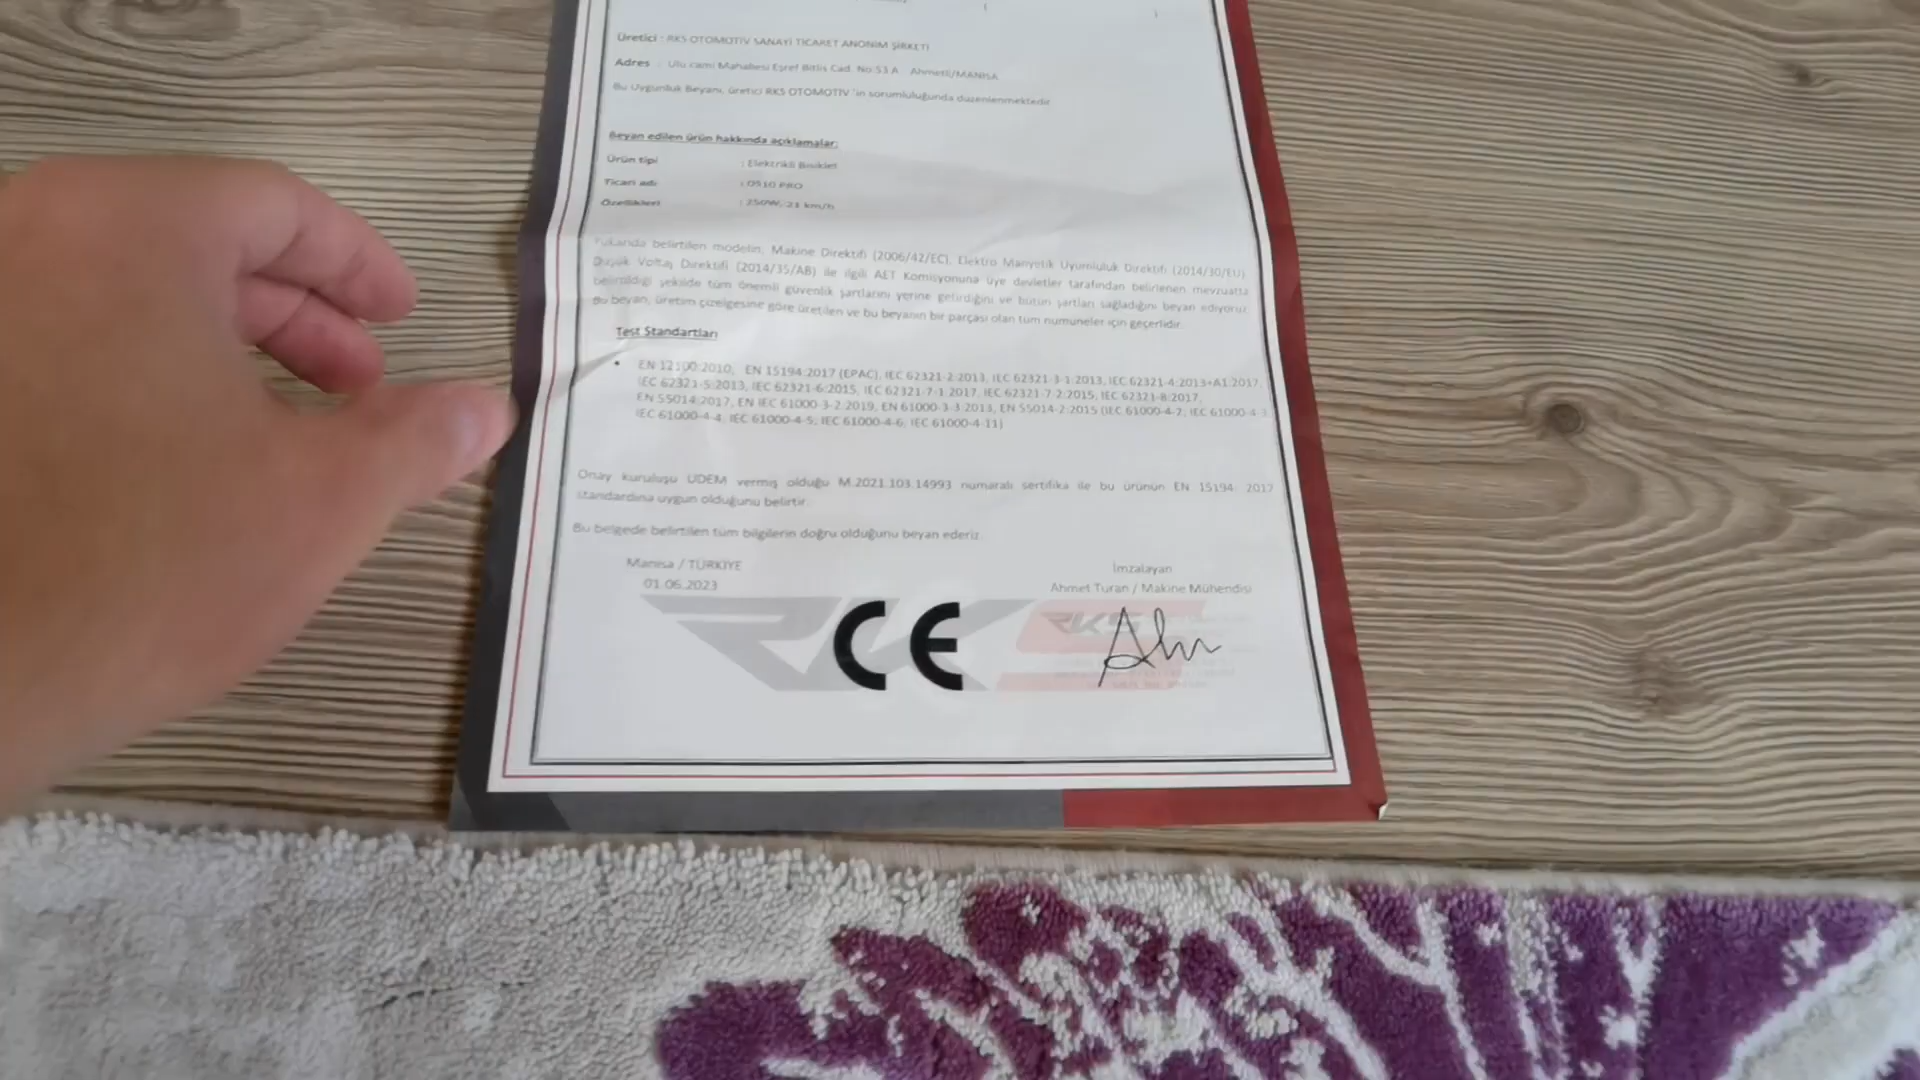 Üretici : RKS OTOMOTİV SANAYİ TİCARET ANONİM ŞİRKETİ
Adres : Ulu cami Mahallesi Eşref Bitlis Cad. No:53 A Ahmetli/MANİSA
Bu Uygunluk Beyanı, üretici RKS OTOMOTİV 'in sorumluluğunda düzenlenmektedir.
Beyan edilen ürün hakkında açıklamalar:
Ürün tipi : Elektrikli Bisiklet
Ticari adı : 0510 PRO
Özellikleri : 250W, 21 km/h
Yukarıda belirtilen modelin; Makine Direktifi (2006/42/EC), Elektro Manyetik Uyumluluk Direktifi (2014/30/EU),
Düşük Voltaj Direktifi (2014/35/AB) ile ilgili AET Komisyonuna üye devletler tarafından belirlenen mevzuatta
belirtildiği şekilde tüm önemli güvenlik şartlarını yerine getirdiğini ve bütün şartları sağladığını beyan ediyoruz.
Bu beyan, üretim çizelgesine göre üretilen ve bu beyanın bir parçası olan tüm numuneler için geçerlidir.
Test Standartları
• EN 12100:2010, EN 15194:2017 (EPAC), IEC 62321-2:2013, IEC 62321-3-1:2013, IEC 62321-4:2013+A1:2017,
IEC 62321-5:2013, IEC 62321-6:2015, IEC 62321-7-1:2017, IEC 62321-7-2:2015, IEC 62321-8:2017,
EN 55014:2017, EN IEC 61000-3-2:2019, EN 61000-3-3:2013, EN 55014-2:2015 (IEC 61000-4-2; IEC 61000-4-3
IEC 61000-4-4; IEC 61000-4-5; IEC 61000-4-6; IEC 61000-4-11)
Onay kuruluşu UDEM vermiş olduğu M.2021.103.14993 numaralı sertifika ile bu ürünün EN 15194: 2017
standardına uygun olduğunu belirtir.
Bu belgede belirtilen tüm bilgilerin doğru olduğunu beyan ederiz.
Manisa / TÜRKİYE
01.06.2023
İmzalayan
Ahmet Turan / Makine Mühendisi
RKS
CE
RKS